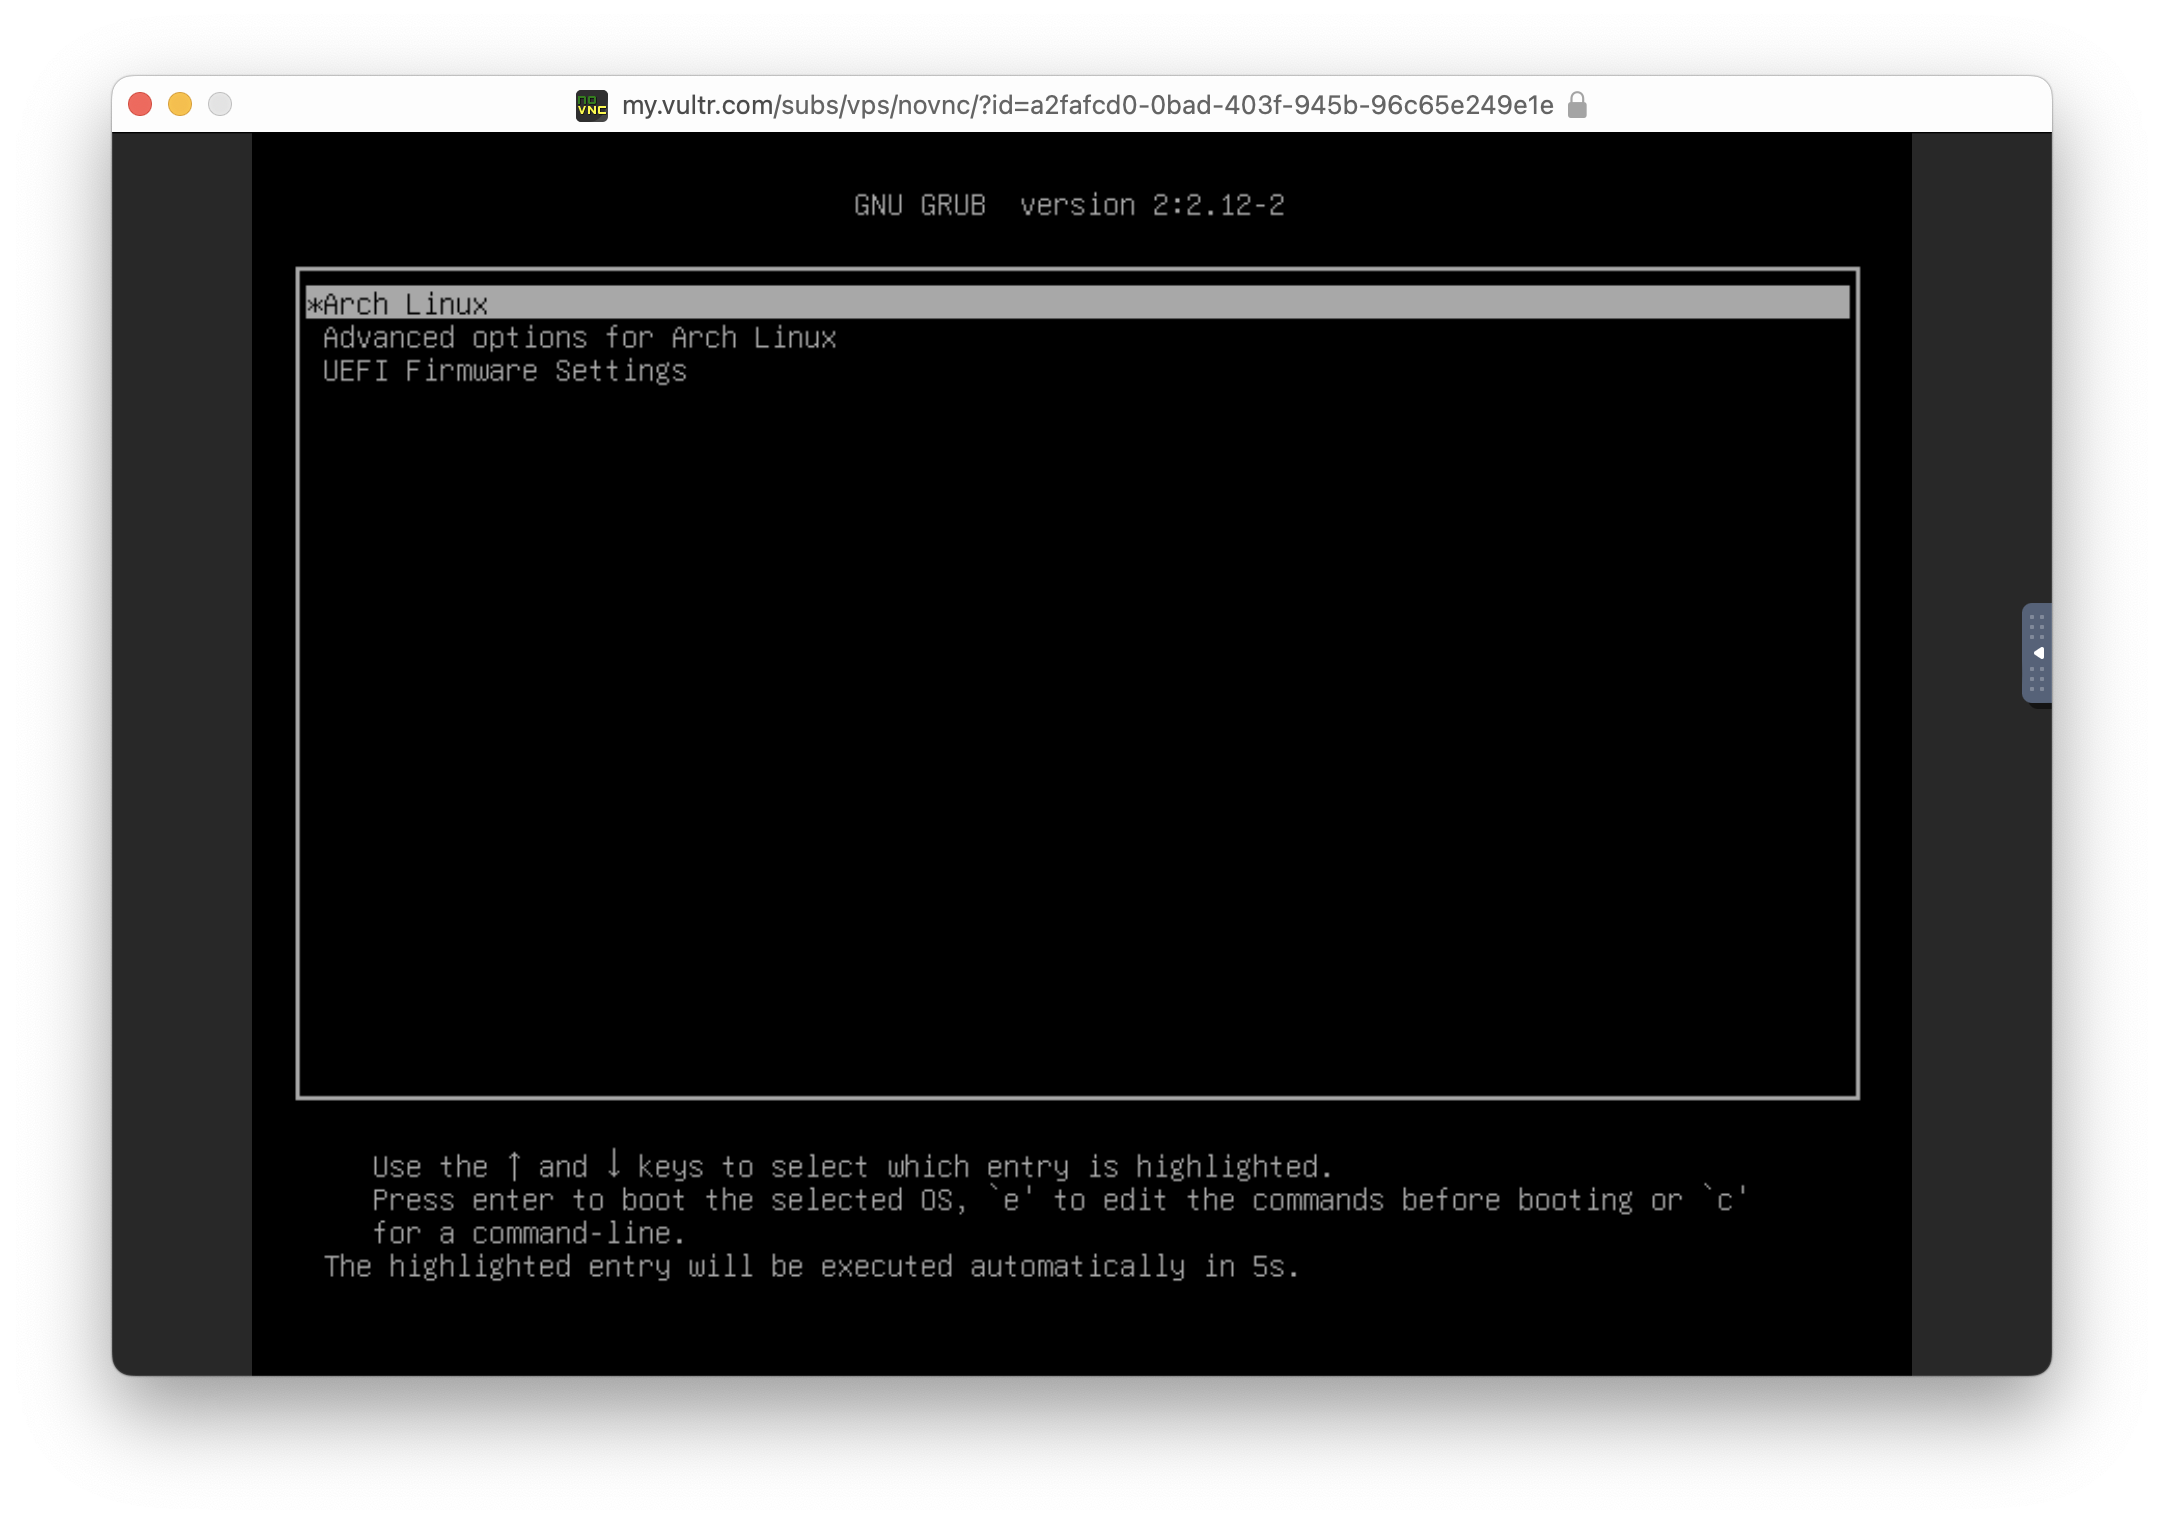 no
VNC
my.vultr.com/subs/vps/novnc/?id=a2fafcd0-0bad-403f-945b-96c65e249e1e
GNU GRUB  version 2:2.12-2
*Arch Linux
Advanced options for Arch Linux
UEFI Firmware Settings
Use the ↑ and ↓ keys to select which entry is highlighted.
Press enter to boot the selected OS, `e' to edit the commands before booting or `c'
for a command-line.
The highlighted entry will be executed automatically in 5s.